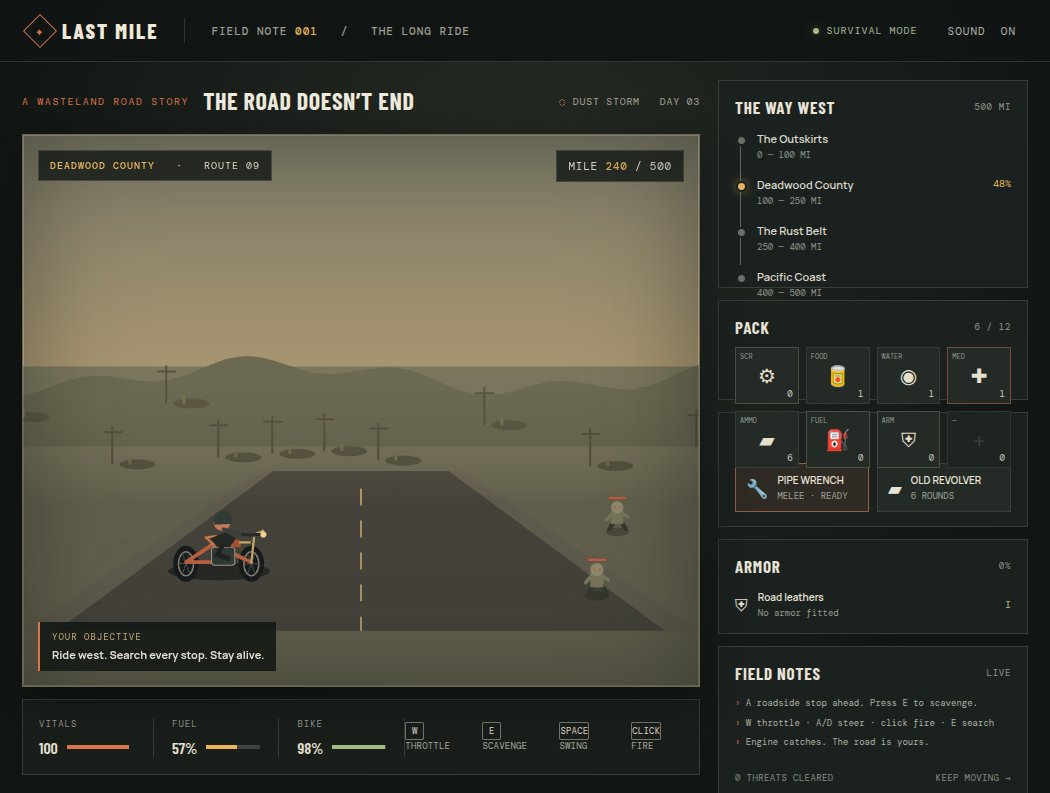 LAST MILE
FIELD NOTE 001 / THE LONG RIDE
SURVIVAL MODE
SOUND ON
A WASTELAND ROAD STORY
THE ROAD DOESN'T END
DUST STORM DAY 03
DEADWOOD COUNTY · ROUTE 09
MILE 240 / 500
YOUR OBJECTIVE
Ride west. Search every stop. Stay alive.
VITALS
100
FUEL
57%
BIKE
98%
W
THROTTLE
E
SCAVENGE
SPACE
SWING
CLICK
FIRE
THE WAY WEST
500 MI
The Outskirts
0 — 100 MI
Deadwood County
48%
100 — 250 MI
The Rust Belt
250 — 400 MI
Pacific Coast
400 — 500 MI
PACK
6 / 12
SCR
0
FOOD
1
WATER
1
MED
1
AMMO
6
FUEL
0
ARM
0
—
+
0
PIPE WRENCH
MELEE · READY
OLD REVOLVER
6 ROUNDS
ARMOR
0%
Road leathers
No armor fitted
I
FIELD NOTES
LIVE
› A roadside stop ahead. Press E to scavenge.
› W throttle · A/D steer · click fire · E search
› Engine catches. The road is yours.
0 THREATS CLEARED
KEEP MOVING →